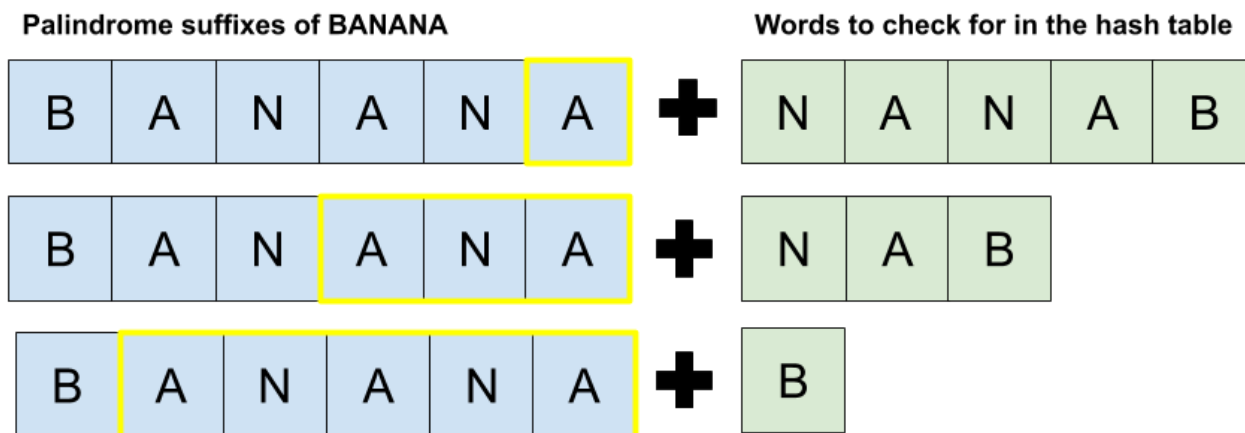 Palindrome suffixes of BANANA Words to check for in the hash table
B A N A N A + N A N A B
B A N A N A + N A B
B A N A N A + B